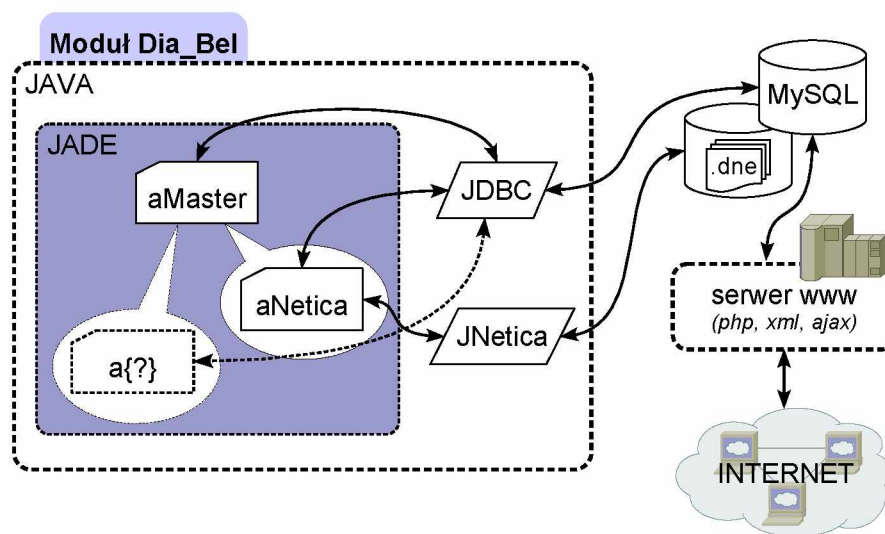 Moduł Dia_Bel
JAVA
JADE
aMaster
aNetica
a{?}
JDBC
JNetica
MySQL
.dne
serwer www
(php, xml, ajax)
INTERNET